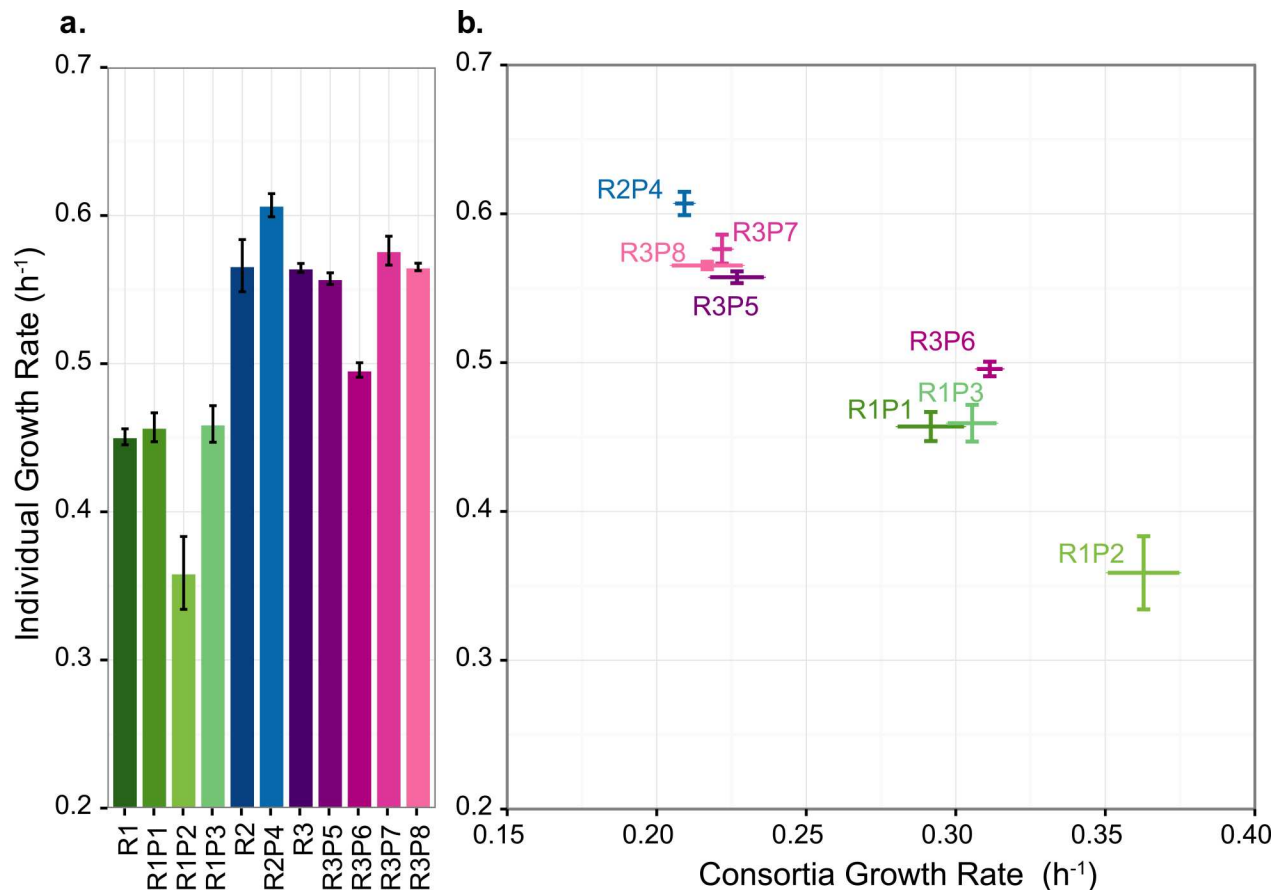 a.
Individual Growth Rate (h⁻¹)
0.7
0.6
0.5
0.4
0.3
0.2
R1
R1P1
R1P2
R1P3
R2
R2P4
R3
R3P5
R3P6
R3P7
R3P8
b.
0.7
0.6
0.5
0.4
0.3
0.2
R2P4
R3P7
R3P8
R3P5
R3P6
R1P3
R1P1
R1P2
0.15
0.20
0.25
0.30
0.35
0.40
Consortia Growth Rate (h⁻¹)